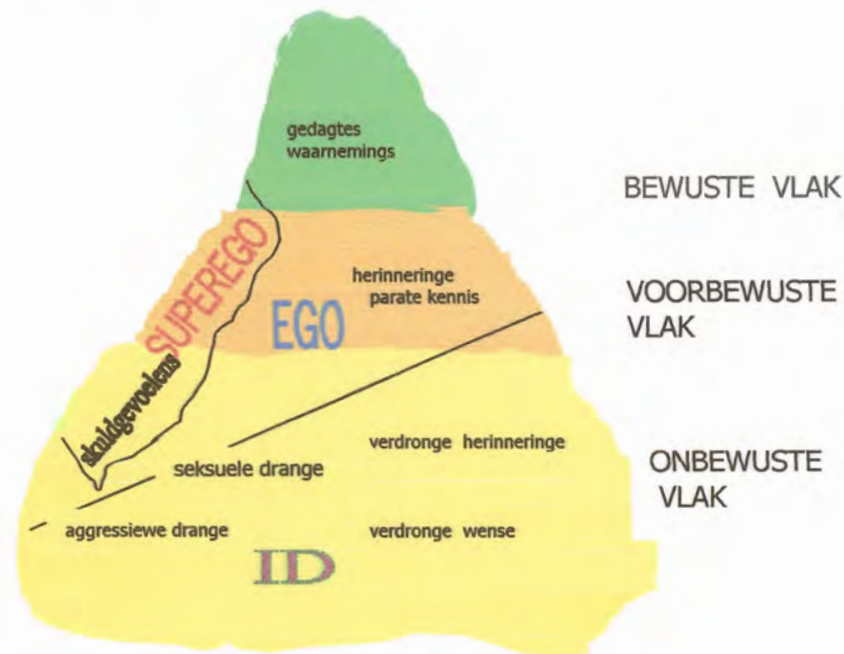 gedagtes
waarnemings
BEWUSTE VLAK
SUPEREGO
herinneringe
parate kennis
EGO
VOORBEWUSTE
VLAK
skuldgevoelens
verdronge herinneringe
seksuele drange
ONBEWUSTE
VLAK
aggressiewe drange
verdronge wense
ID